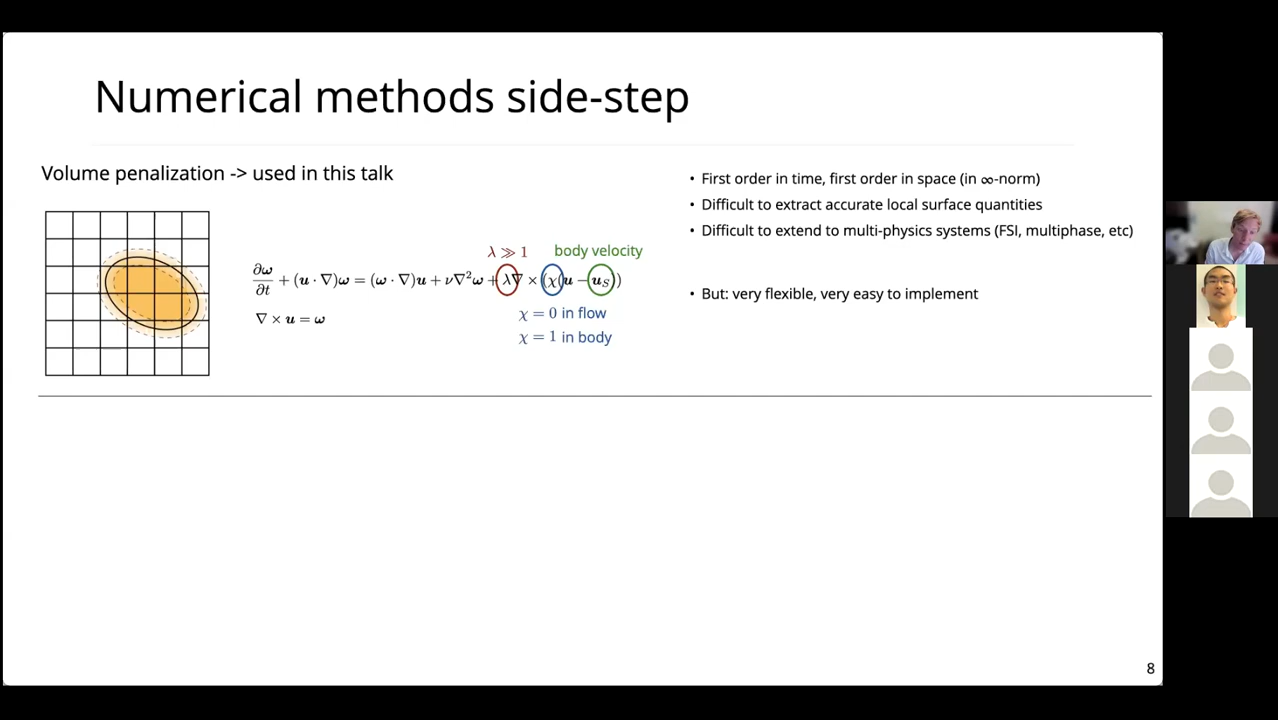 Numerical methods side-step
Volume penalization -> used in this talk
λ ≫ 1 body velocity
∂ω/∂t + (u · ∇)ω = (ω · ∇)u + ν∇²ω + λ∇ × (χ(u − u_S))
∇ × u = ω
χ = 0 in flow
χ = 1 in body
• First order in time, first order in space (in ∞-norm)
• Difficult to extract accurate local surface quantities
• Difficult to extend to multi-physics systems (FSI, multiphase, etc)
• But: very flexible, very easy to implement
8